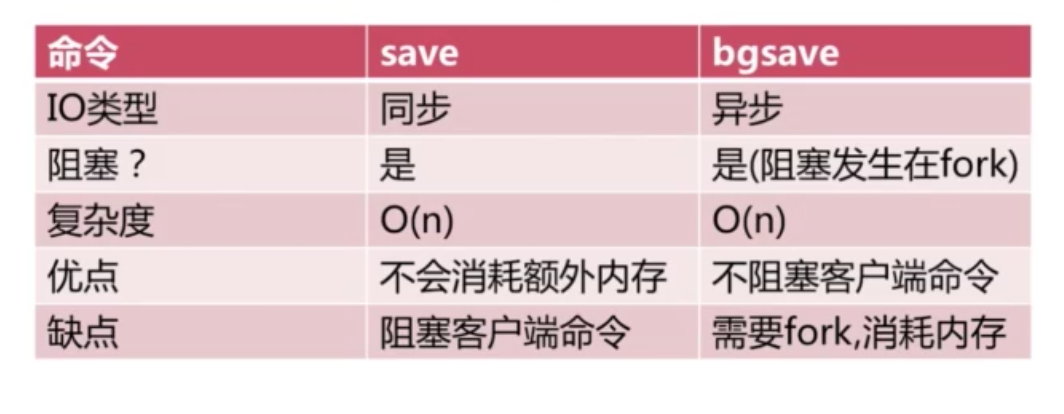 命令 save bgsave
IO类型 同步 异步
阻塞？ 是 是(阻塞发生在fork)
复杂度 O(n) O(n)
优点 不会消耗额外内存 不阻塞客户端命令
缺点 阻塞客户端命令 需要fork,消耗内存